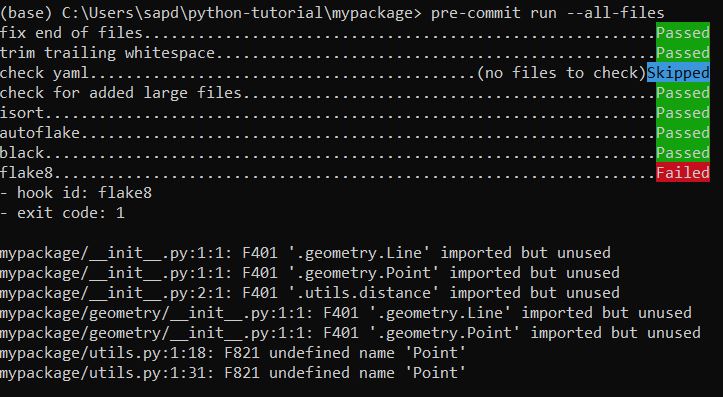 (base) C:\Users\sapd\python-tutorial\mypackage> pre-commit run --all-files
fix end of files.........................................................Passed
trim trailing whitespace.................................................Passed
check yaml...........................................(no files to check)Skipped
check for added large files..............................................Passed
isort....................................................................Passed
autoflake................................................................Passed
black....................................................................Passed
flake8...................................................................Failed
- hook id: flake8
- exit code: 1
mypackage/__init__.py:1:1: F401 '.geometry.Line' imported but unused
mypackage/__init__.py:1:1: F401 '.geometry.Point' imported but unused
mypackage/__init__.py:2:1: F401 '.utils.distance' imported but unused
mypackage/geometry/__init__.py:1:1: F401 '.geometry.Line' imported but unused
mypackage/geometry/__init__.py:1:1: F401 '.geometry.Point' imported but unused
mypackage/utils.py:1:18: F821 undefined name 'Point'
mypackage/utils.py:1:31: F821 undefined name 'Point'